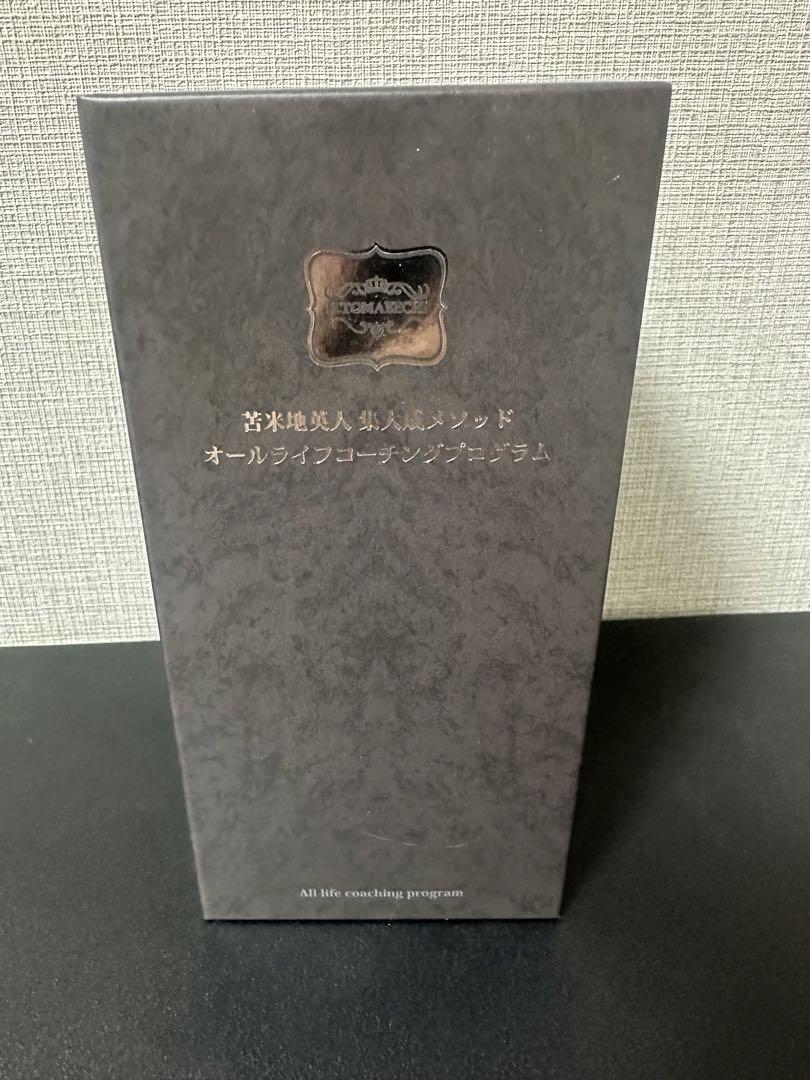 苫米地英人 集大成メソッド
オールライフコーチングプログラム
All life coaching program